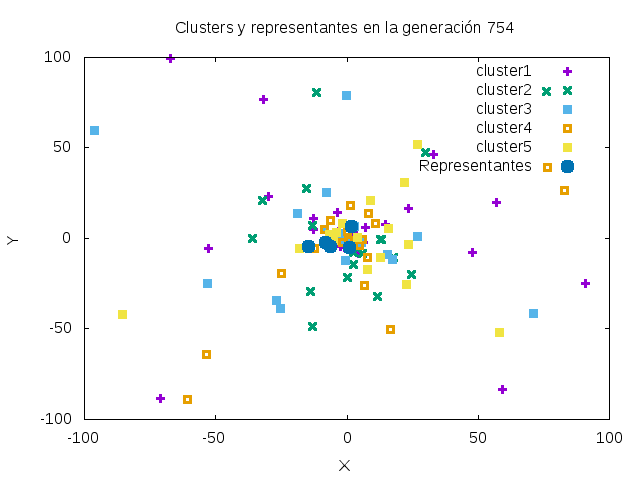 Clusters y representantes en la generación 754
cluster1
cluster2
cluster3
cluster4
cluster5
Representantes
100
50
0
-50
-100
Y
-100
-50
0
50
100
X